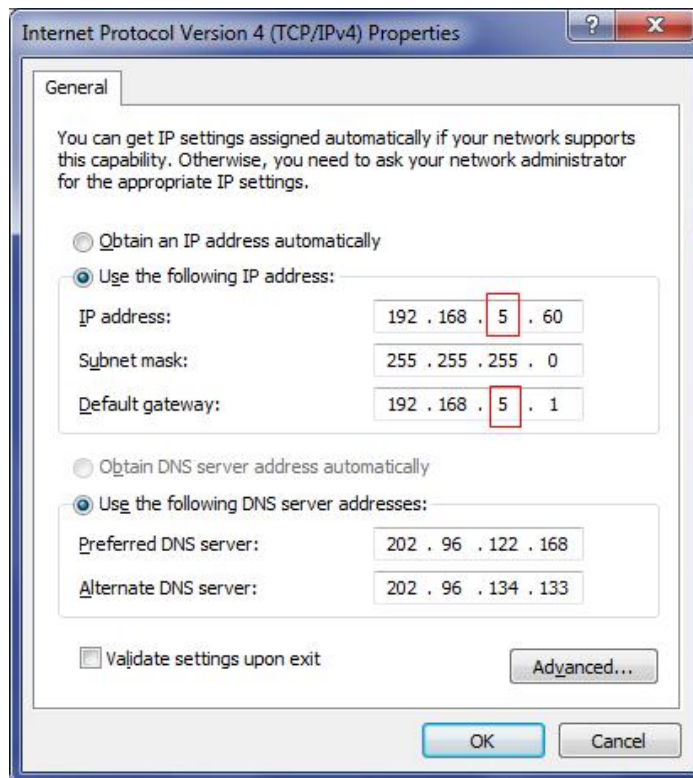 Internet Protocol Version 4 (TCP/IPv4) Properties
General
You can get IP settings assigned automatically if your network supports
this capability. Otherwise, you need to ask your network administrator
for the appropriate IP settings.
Obtain an IP address automatically
Use the following IP address:
IP address: 192 . 168 . 5 . 60
Subnet mask: 255 . 255 . 255 . 0
Default gateway: 192 . 168 . 5 . 1
Obtain DNS server address automatically
Use the following DNS server addresses:
Preferred DNS server: 202 . 96 . 122 . 168
Alternate DNS server: 202 . 96 . 134 . 133
Validate settings upon exit
Advanced...
OK Cancel